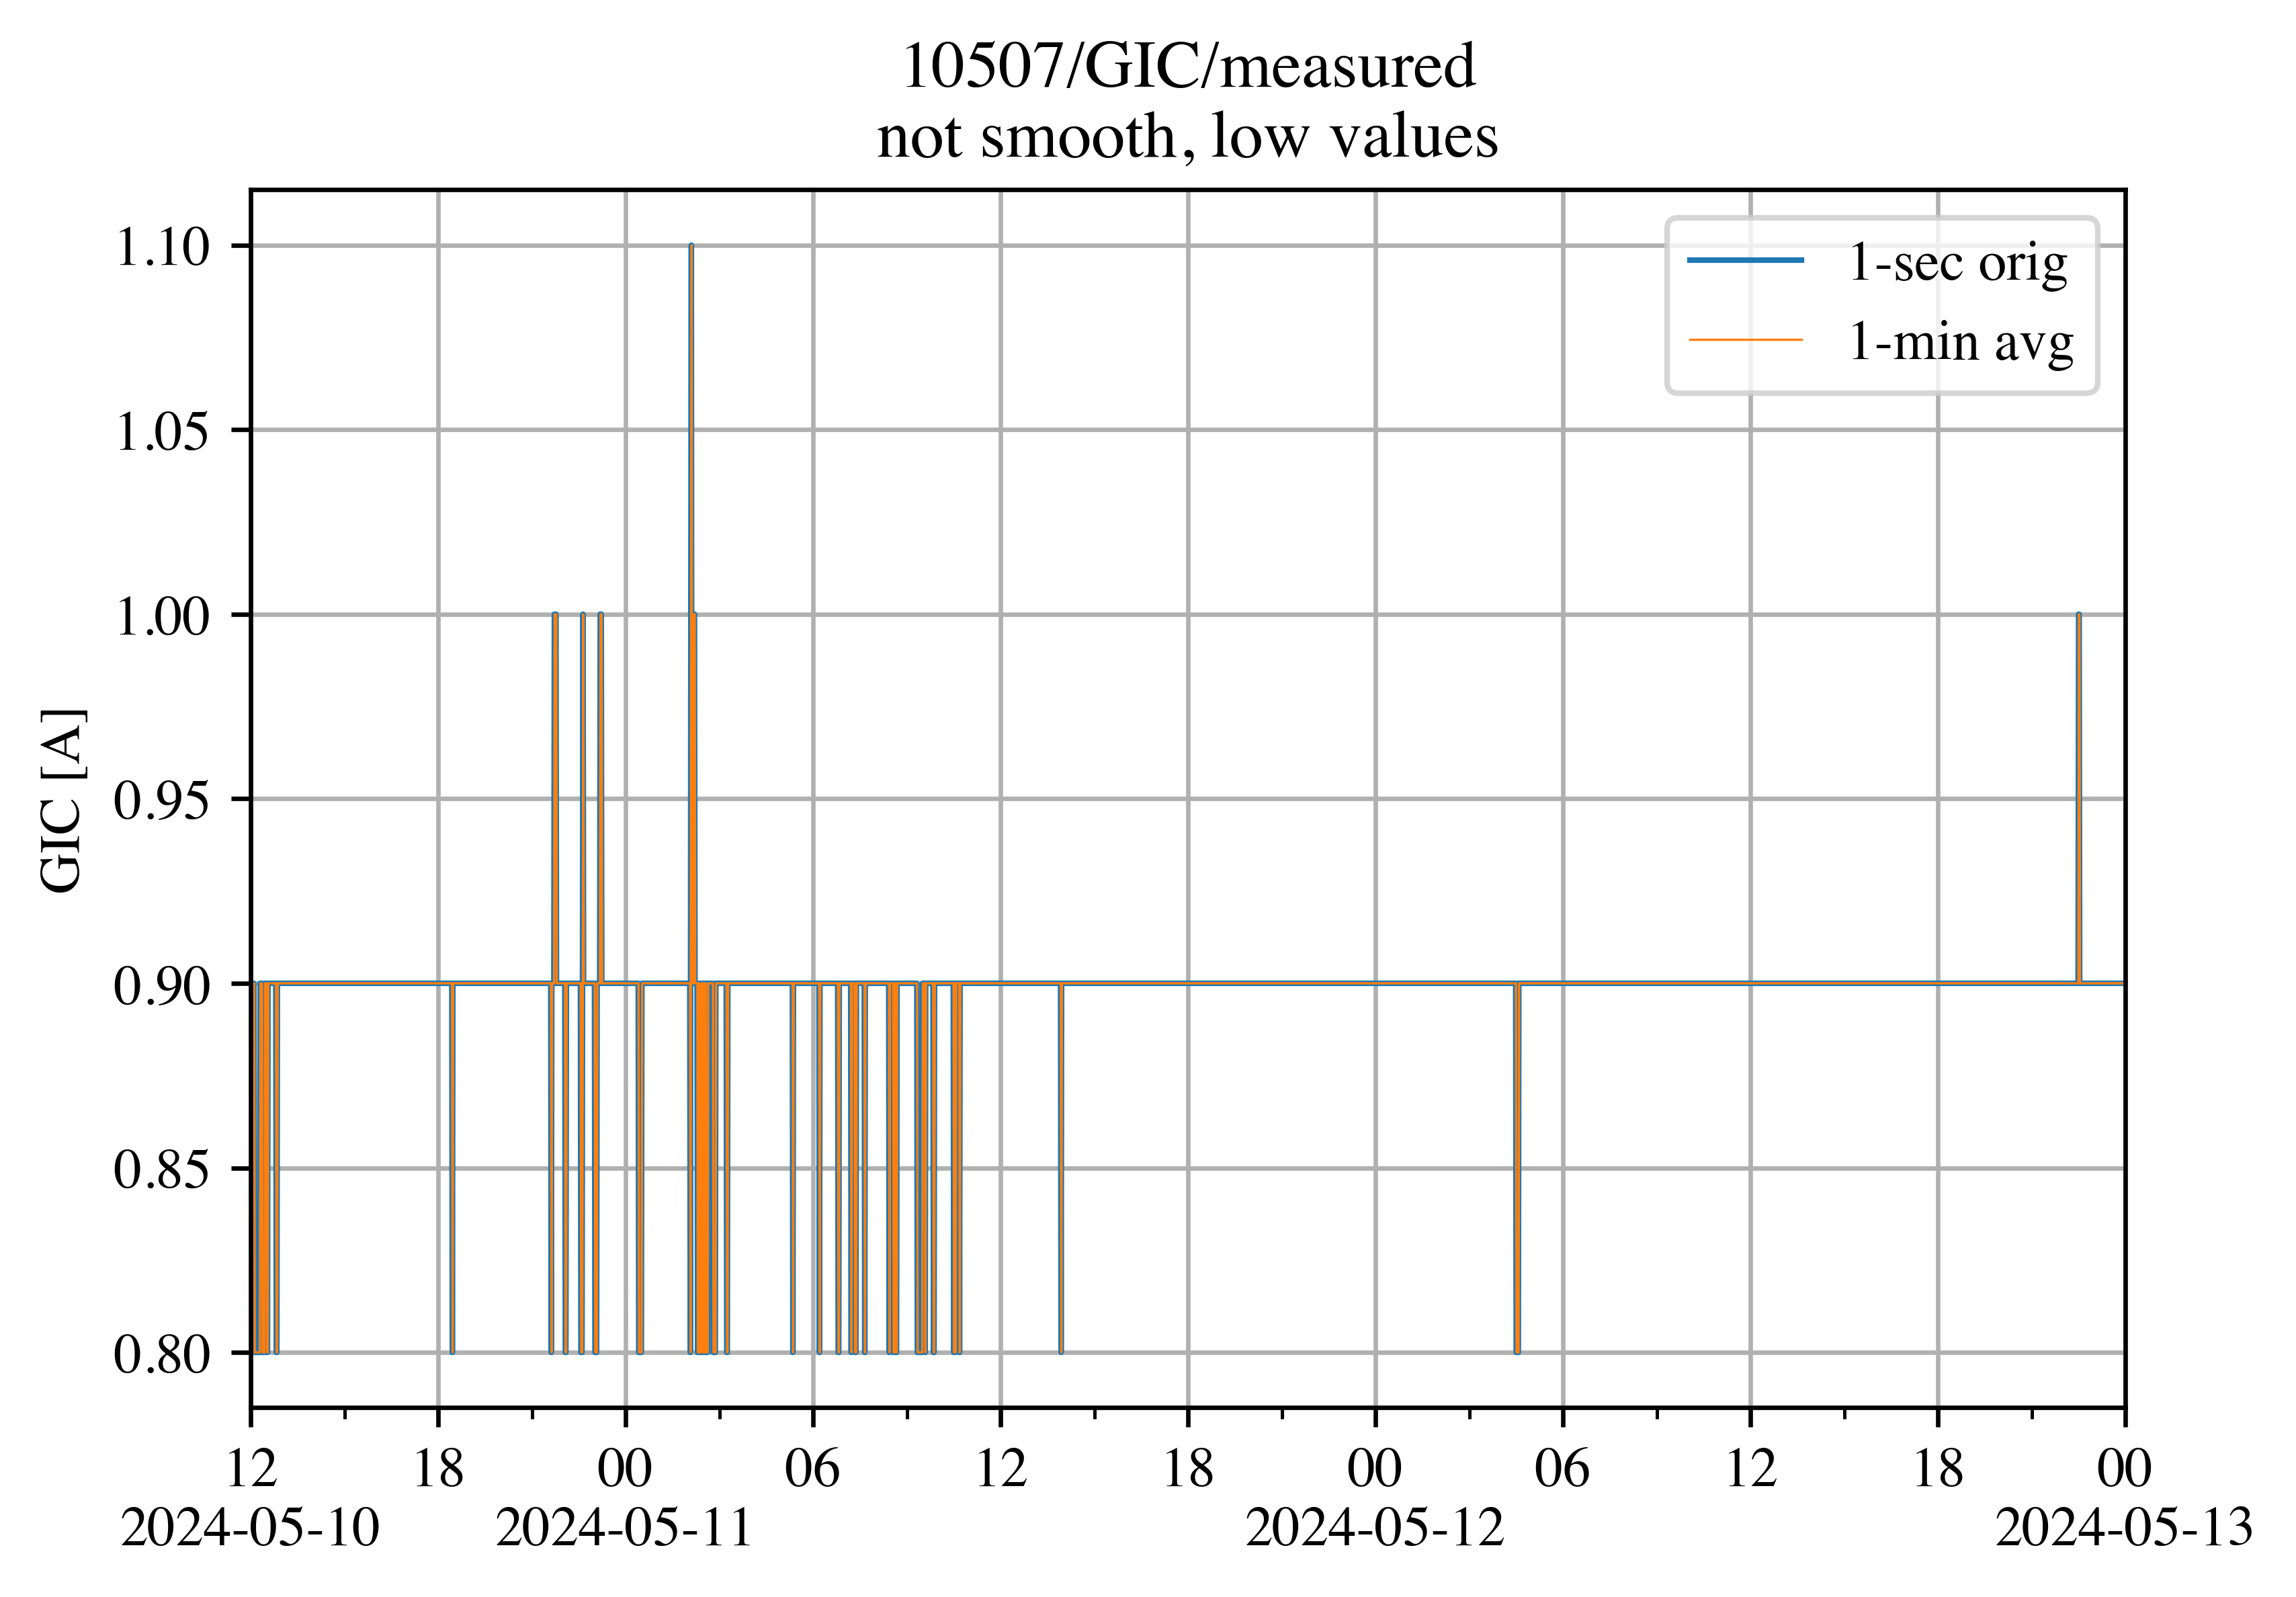 10507/GIC/measured
not smooth, low values
1-sec orig
1-min avg
GIC [A]
1.10
1.05
1.00
0.95
0.90
0.85
0.80
12 18 00 06 12 18 00 06 12 18 00
2024-05-10 2024-05-11 2024-05-12 2024-05-13